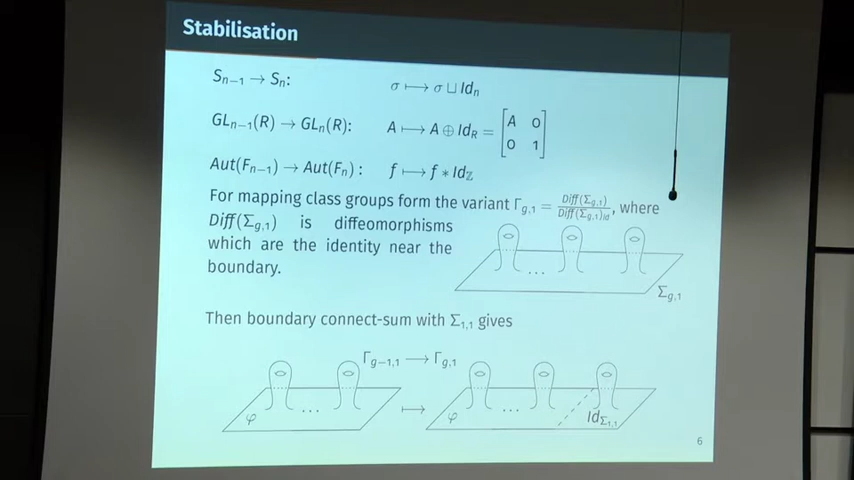 Stabilisation
S_{n−1} → S_n: σ ⟼ σ ⊔ Id_n
GL_{n−1}(R) → GL_n(R): A ⟼ A ⊕ Id_R = [A 0; 0 1]
Aut(F_{n−1}) → Aut(F_n) : f ⟼ f ∗ Id_ℤ
For mapping class groups form the variant Γ_{g,1} = Diff(Σ_{g,1}) / Diff(Σ_{g,1})_{Id}, where
Diff(Σ_{g,1}) is diffeomorphisms
which are the identity near the
boundary.
...
Σ_{g,1}
Then boundary connect-sum with Σ_{1,1} gives
Γ_{g−1,1} ⟶ Γ_{g,1}
φ ... ⟼ φ ... Id_{Σ_{1,1}}
6